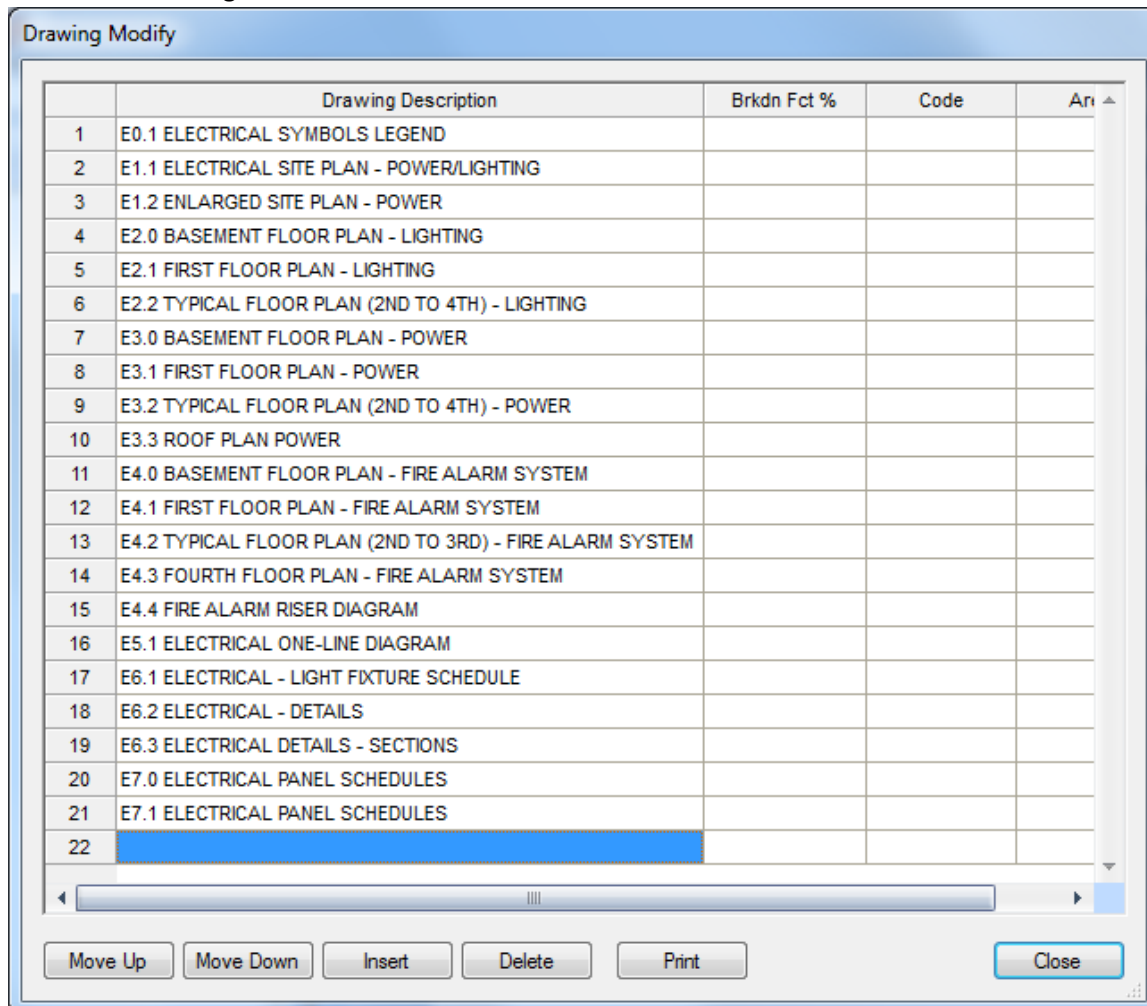 Drawing Modify
Drawing Description Brkdn Fct % Code Are
1 E0.1 ELECTRICAL SYMBOLS LEGEND
2 E1.1 ELECTRICAL SITE PLAN - POWER/LIGHTING
3 E1.2 ENLARGED SITE PLAN - POWER
4 E2.0 BASEMENT FLOOR PLAN - LIGHTING
5 E2.1 FIRST FLOOR PLAN - LIGHTING
6 E2.2 TYPICAL FLOOR PLAN (2ND TO 4TH) - LIGHTING
7 E3.0 BASEMENT FLOOR PLAN - POWER
8 E3.1 FIRST FLOOR PLAN - POWER
9 E3.2 TYPICAL FLOOR PLAN (2ND TO 4TH) - POWER
10 E3.3 ROOF PLAN POWER
11 E4.0 BASEMENT FLOOR PLAN - FIRE ALARM SYSTEM
12 E4.1 FIRST FLOOR PLAN - FIRE ALARM SYSTEM
13 E4.2 TYPICAL FLOOR PLAN (2ND TO 3RD) - FIRE ALARM SYSTEM
14 E4.3 FOURTH FLOOR PLAN - FIRE ALARM SYSTEM
15 E4.4 FIRE ALARM RISER DIAGRAM
16 E5.1 ELECTRICAL ONE-LINE DIAGRAM
17 E6.1 ELECTRICAL - LIGHT FIXTURE SCHEDULE
18 E6.2 ELECTRICAL - DETAILS
19 E6.3 ELECTRICAL DETAILS - SECTIONS
20 E7.0 ELECTRICAL PANEL SCHEDULES
21 E7.1 ELECTRICAL PANEL SCHEDULES
22
Move Up Move Down Insert Delete Print Close